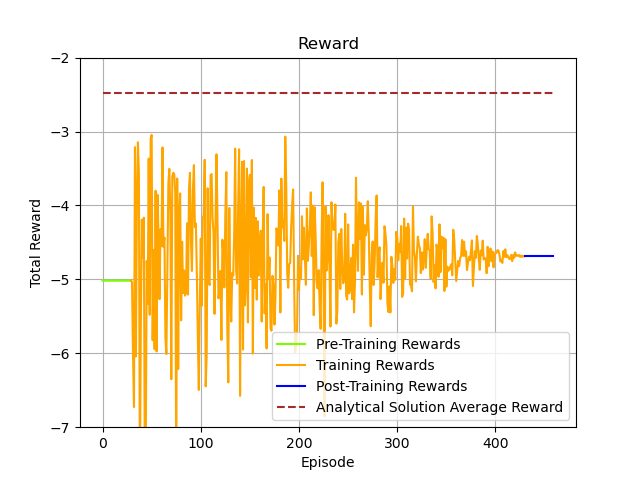 Reward
−2
−3
−4
−5
−6
−7
Total Reward
0
100
200
300
400
Episode
Pre-Training Rewards
Training Rewards
Post-Training Rewards
Analytical Solution Average Reward